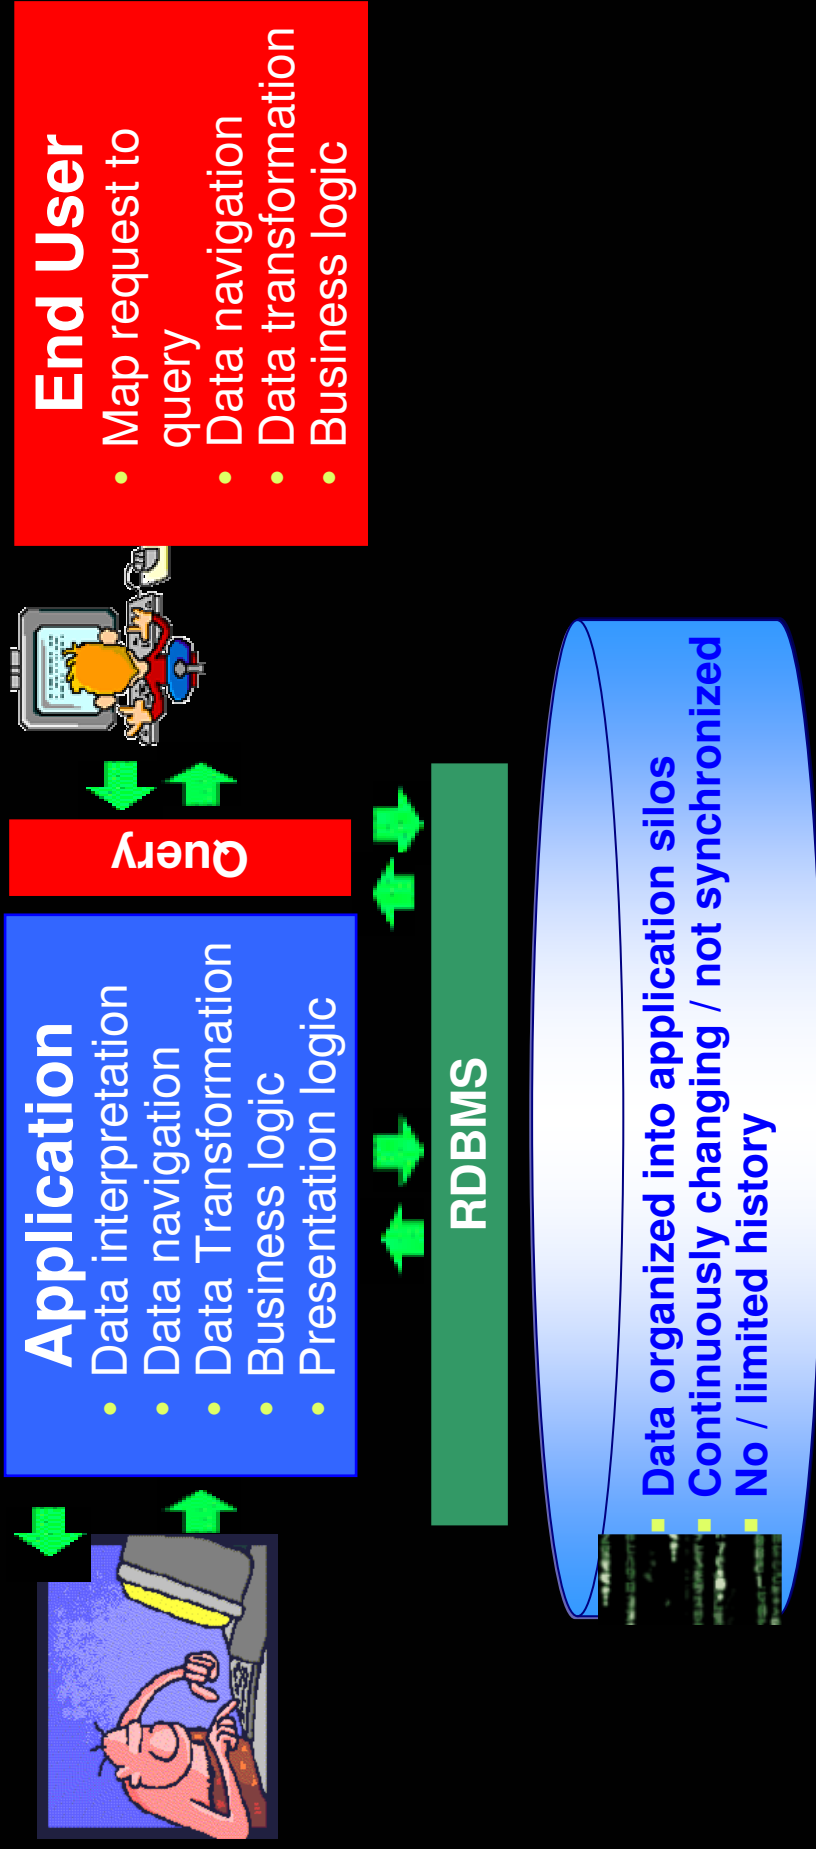 Application
• Data interpretation
• Data navigation
• Data Transformation
• Business logic
• Presentation logic
Query
End User
• Map request to
query
• Data navigation
• Data transformation
• Business logic
RDBMS
▪ Data organized into application silos
▪ Continuously changing / not synchronized
▪ No / limited history